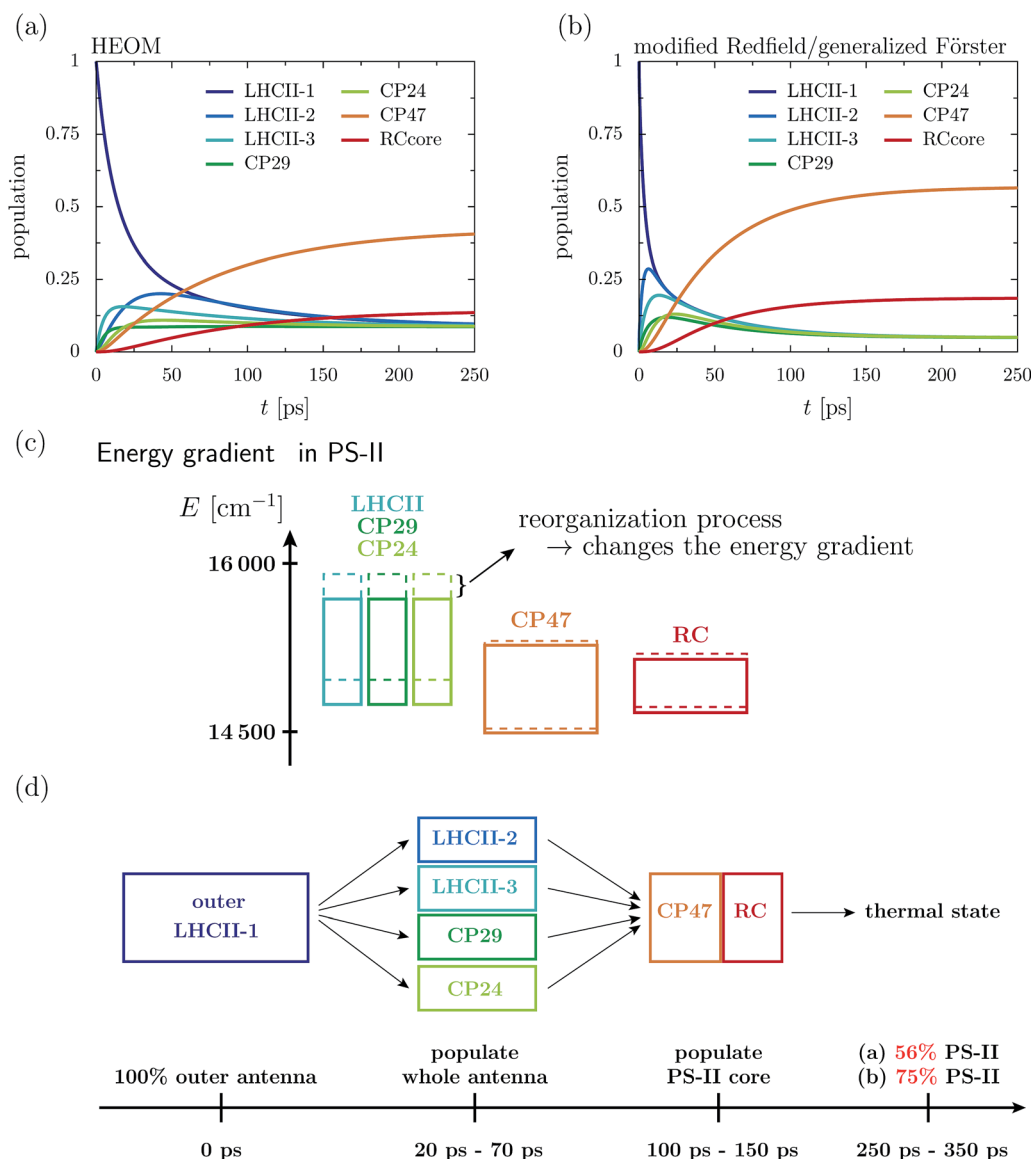 (a)
HEOM
1
0.75
0.5
0.25
0
population
LHCII-1
LHCII-2
LHCII-3
CP29
CP24
CP47
RCcore
0 50 100 150 200 250
t [ps]
(b)
modified Redfield/generalized Förster
1
0.75
0.5
0.25
0
population
LHCII-1
LHCII-2
LHCII-3
CP29
CP24
CP47
RCcore
0 50 100 150 200 250
t [ps]
(c)
Energy gradient in PS-II
E [cm⁻¹]
16 000
14 500
LHCII
CP29
CP24
}
reorganization process
→ changes the energy gradient
CP47
RC
(d)
outer
LHCII-1
LHCII-2
LHCII-3
CP29
CP24
CP47
RC
thermal state
100% outer antenna
populate
whole antenna
populate
PS-II core
(a) 56% PS-II
(b) 75% PS-II
0 ps
20 ps - 70 ps
100 ps - 150 ps
250 ps - 350 ps